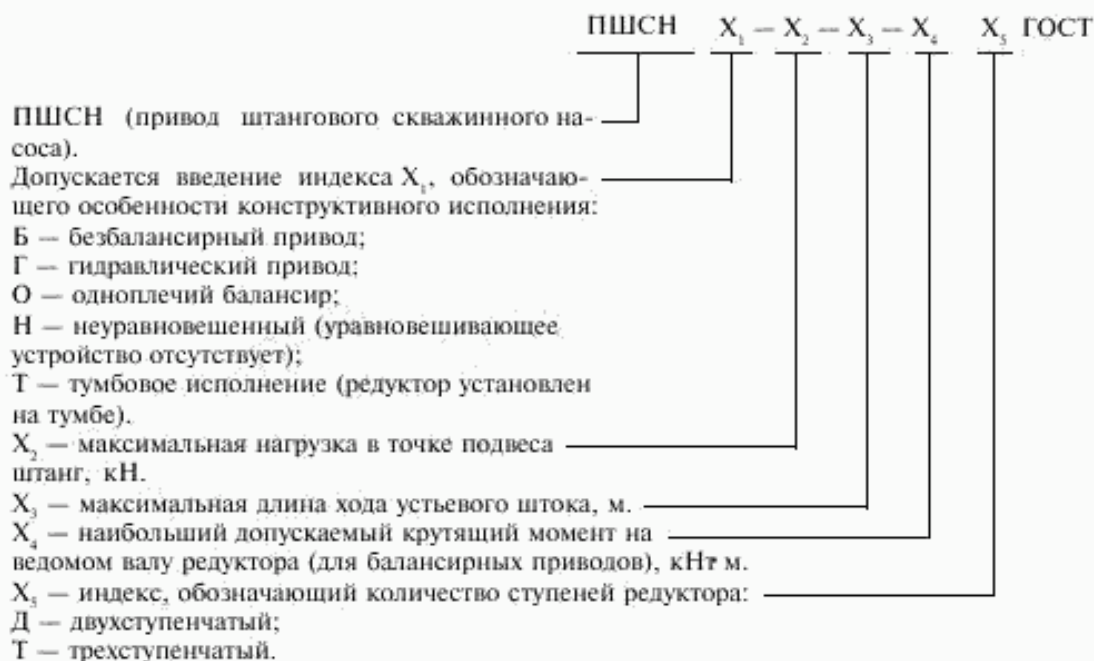 ПШСН X₁ — X₂ — X₃ — X₄ X₅ ГОСТ
ПШСН (привод штангового скважинного на-
соса).
Допускается введение индекса X₁, обозначаю-
щего особенности конструктивного исполнения:
Б — безбалансирный привод;
Г — гидравлический привод;
О — одноплечий балансир;
Н — неуравновешенный (уравновешивающее
устройство отсутствует);
Т — тумбовое исполнение (редуктор установлен
на тумбе).
X₂ — максимальная нагрузка в точке подвеса
штанг, кН.
X₃ — максимальная длина хода устьевого штока, м.
X₄ — наибольший допускаемый крутящий момент на
ведомом валу редуктора (для балансирных приводов), кНт м.
X₅ — индекс, обозначающий количество ступеней редуктора:
Д — двухступенчатый;
Т — трехступенчатый.